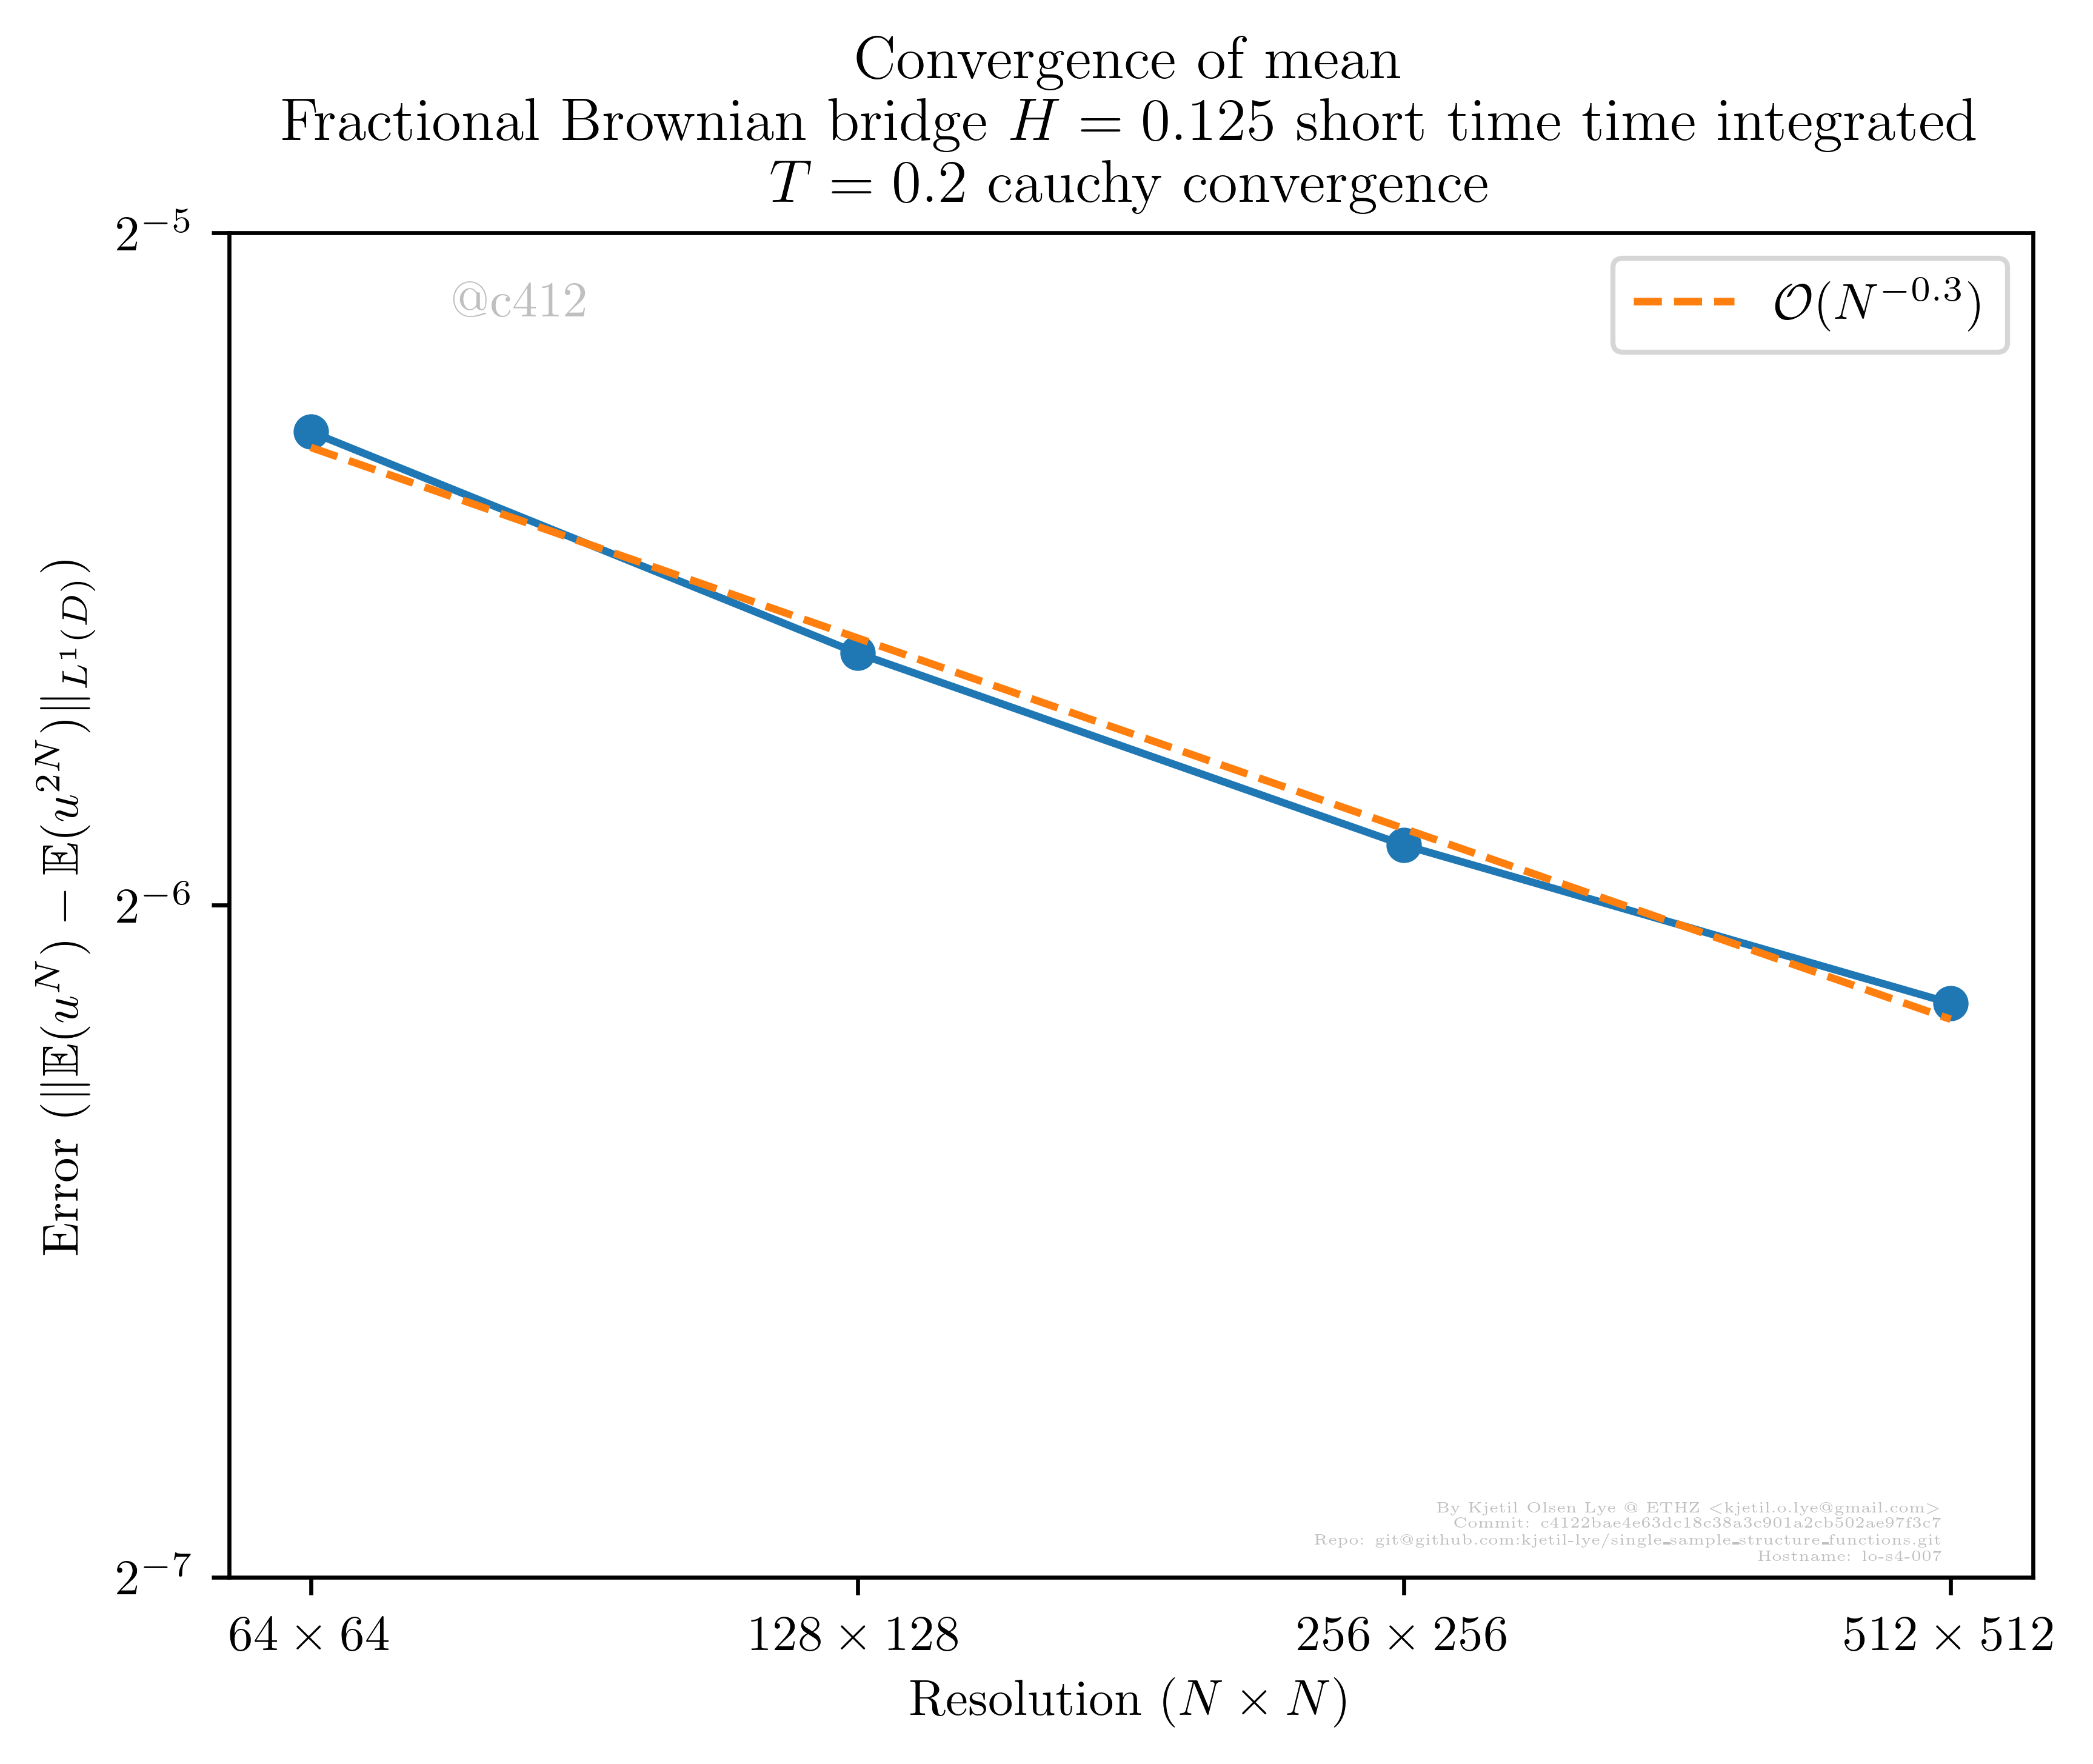 Convergence of mean
Fractional Brownian bridge H = 0.125 short time time integrated
T = 0.2 cauchy convergence
2⁻⁵
@c412
𝒪(N⁻⁰·³)
Error (||𝔼(u^N) − 𝔼(u^{2N})||_{L¹(D)})
2⁻⁶
By Kjetil Olsen Lye @ ETHZ <kjetil.o.lye@gmail.com>
Commit: c4122bae4e63dc18c38a3c901a2cb502ae97f3c7
Repo: git@github.com:kjetil-lye/single_sample_structure_functions.git
Hostname: lo-s4-007
2⁻⁷
64 × 64 128 × 128 256 × 256 512 × 512
Resolution (N × N)